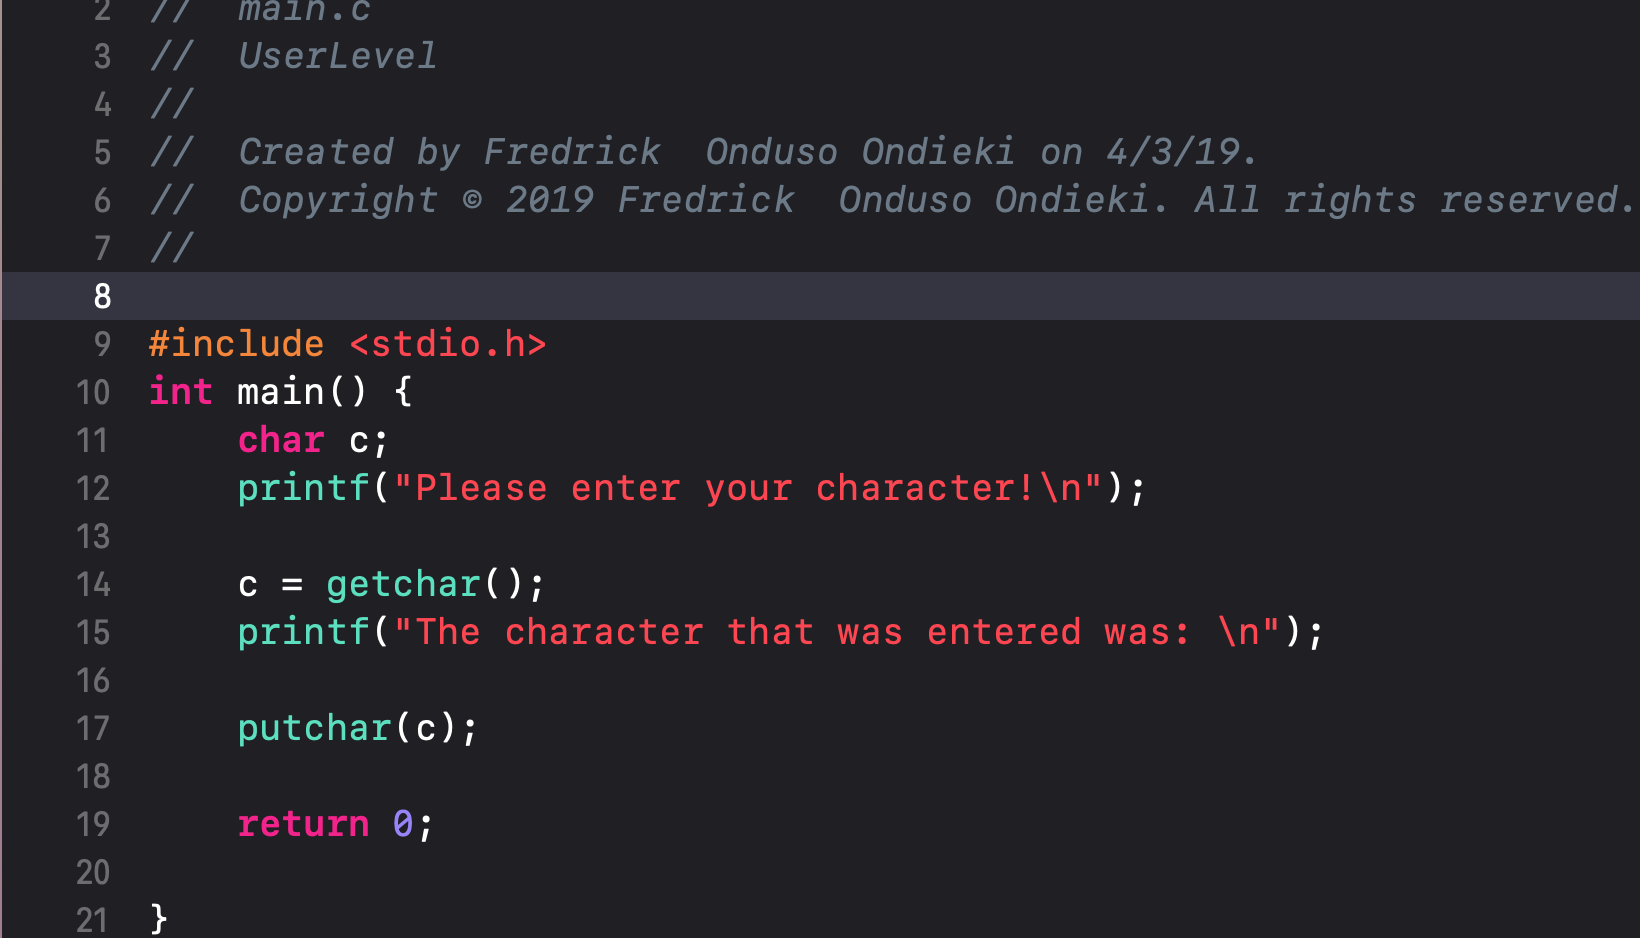 2 //  main.c
3 //  UserLevel
4 //
5 //  Created by Fredrick  Onduso Ondieki on 4/3/19.
6 //  Copyright © 2019 Fredrick  Onduso Ondieki. All rights reserved.
7 //
8
9 #include <stdio.h>
10 int main() {
11     char c;
12     printf("Please enter your character!\n");
13
14     c = getchar();
15     printf("The character that was entered was: \n");
16
17     putchar(c);
18
19     return 0;
20
21 }